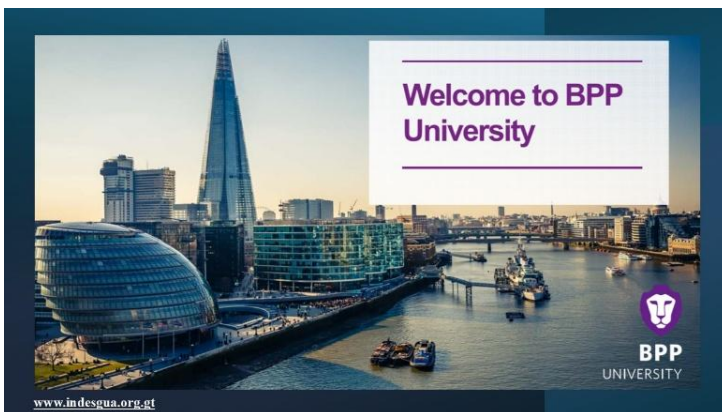 Welcome to BPP
University
BPP
UNIVERSITY
www.indesgua.org.gt